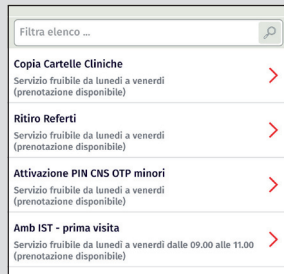 Filtra elenco ...
Copia Cartelle Cliniche
Servizio fruibile da lunedì a venerdì
(prenotazione disponibile)
Ritiro Referti
Servizio fruibile da lunedì a venerdì
(prenotazione disponibile)
Attivazione PIN CNS OTP minori
Servizio fruibile da lunedì a venerdì
(prenotazione disponibile)
Amb IST - prima visita
Servizio fruibile da lunedì a venerdì dalle 09.00 alle 11.00
(prenotazione disponibile)